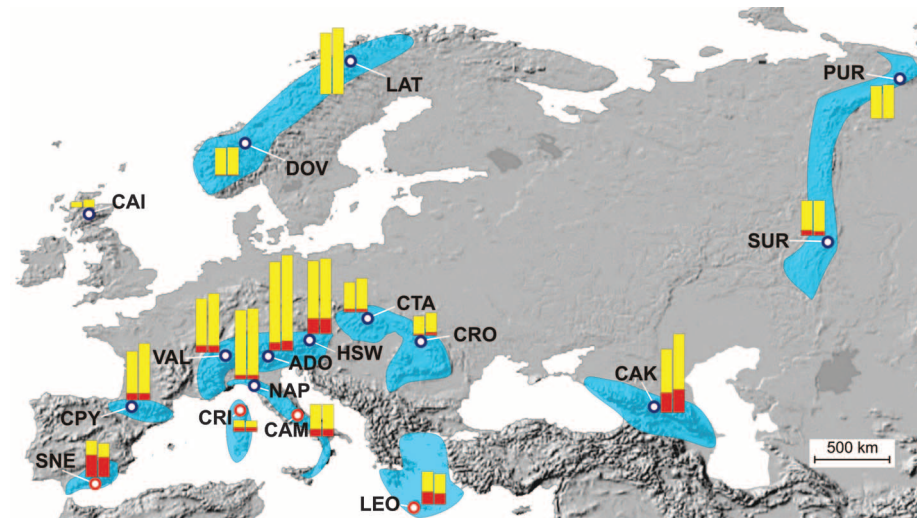 LAT
PUR
DOV
CAI
SUR
CTA
CRO
HSW
VAL
ADO
NAP
CAK
CPY
CRI
CAM
500 km
SNE
LEO